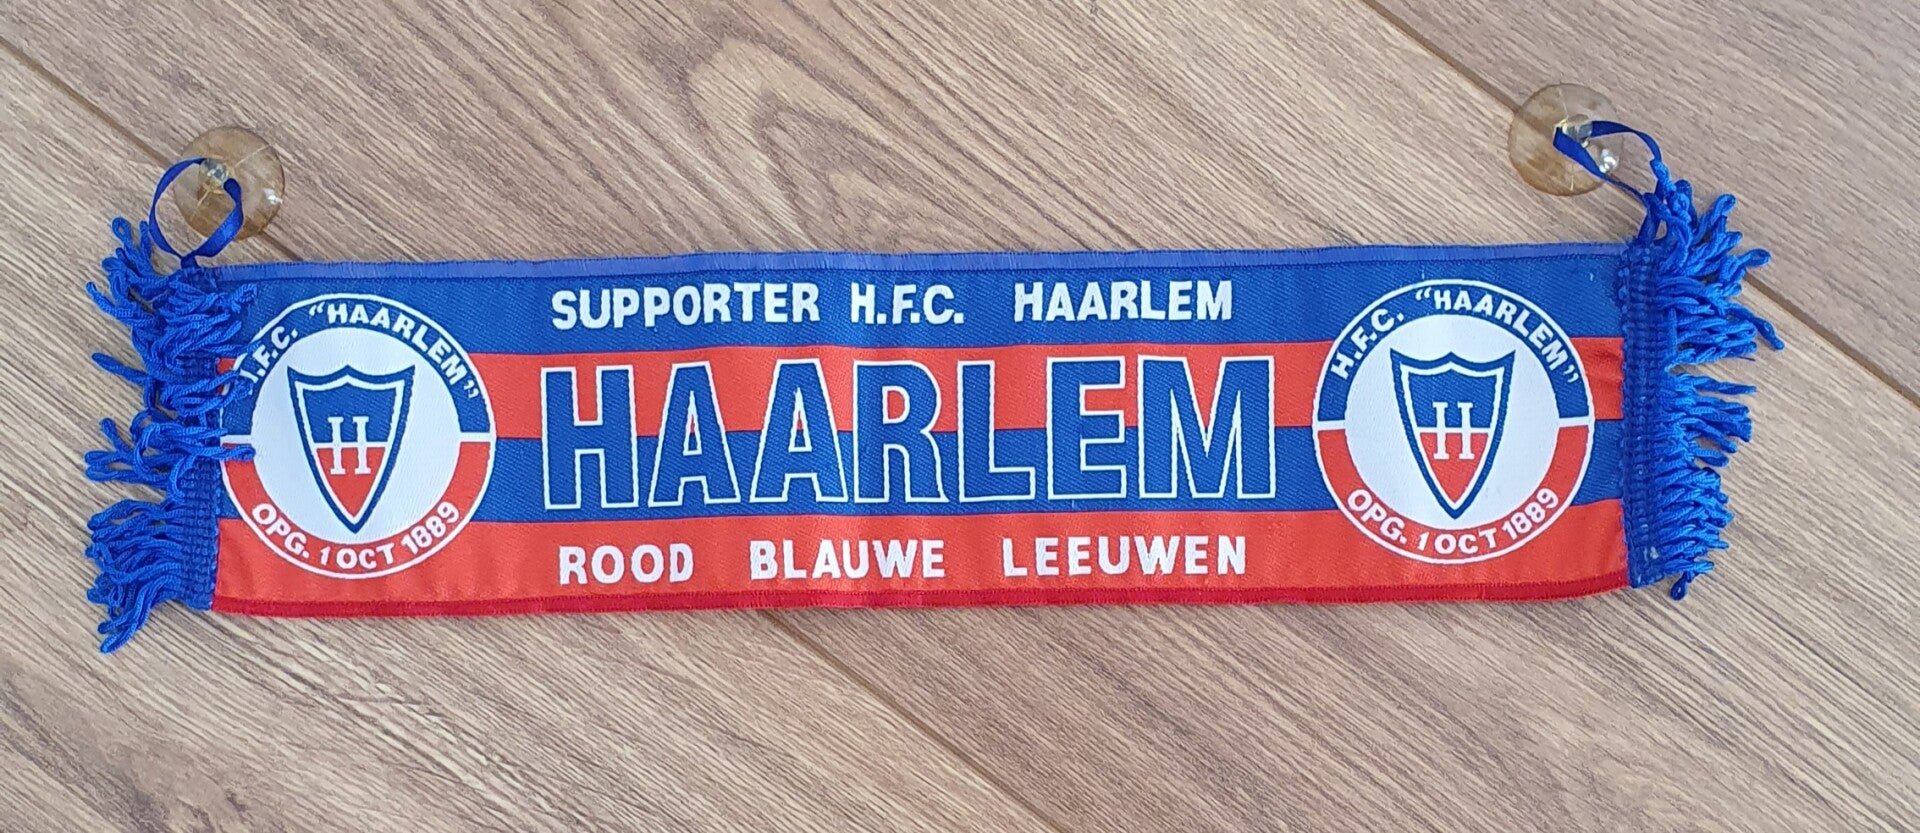 SUPPORTER H.F.C. HAARLEM
H.F.C. "HAARLEM"
H
OPG. 1 OCT 1889
HAARLEM
H.F.C. "HAARLEM"
H
OPG. 1 OCT 1889
ROOD BLAUWE LEEUWEN